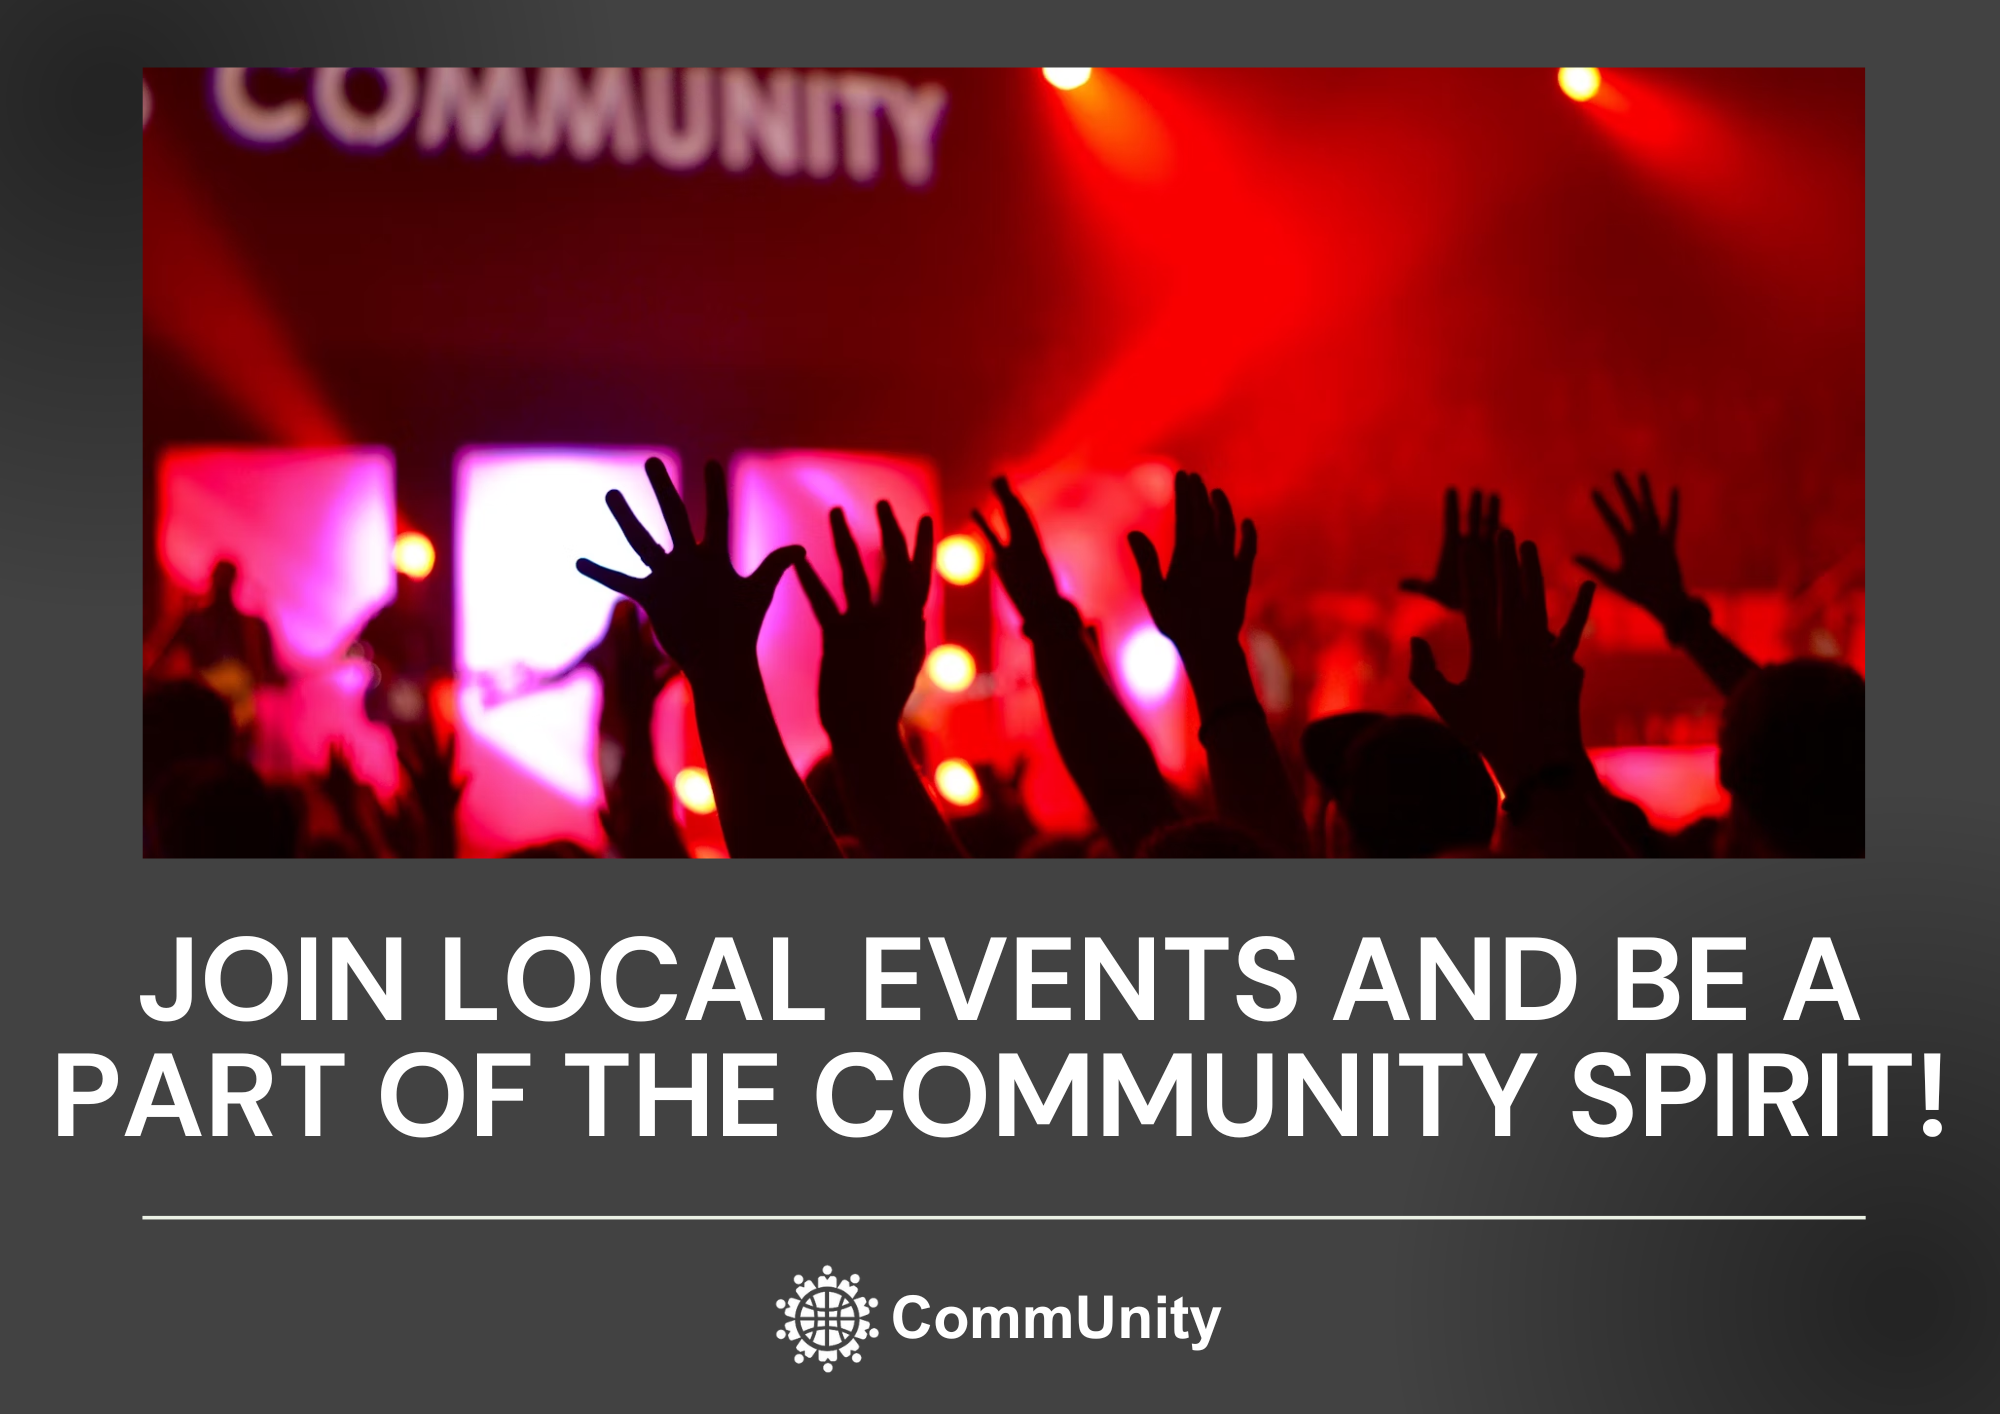 COMMUNITY
JOIN LOCAL EVENTS AND BE A
PART OF THE COMMUNITY SPIRIT!
CommUnity